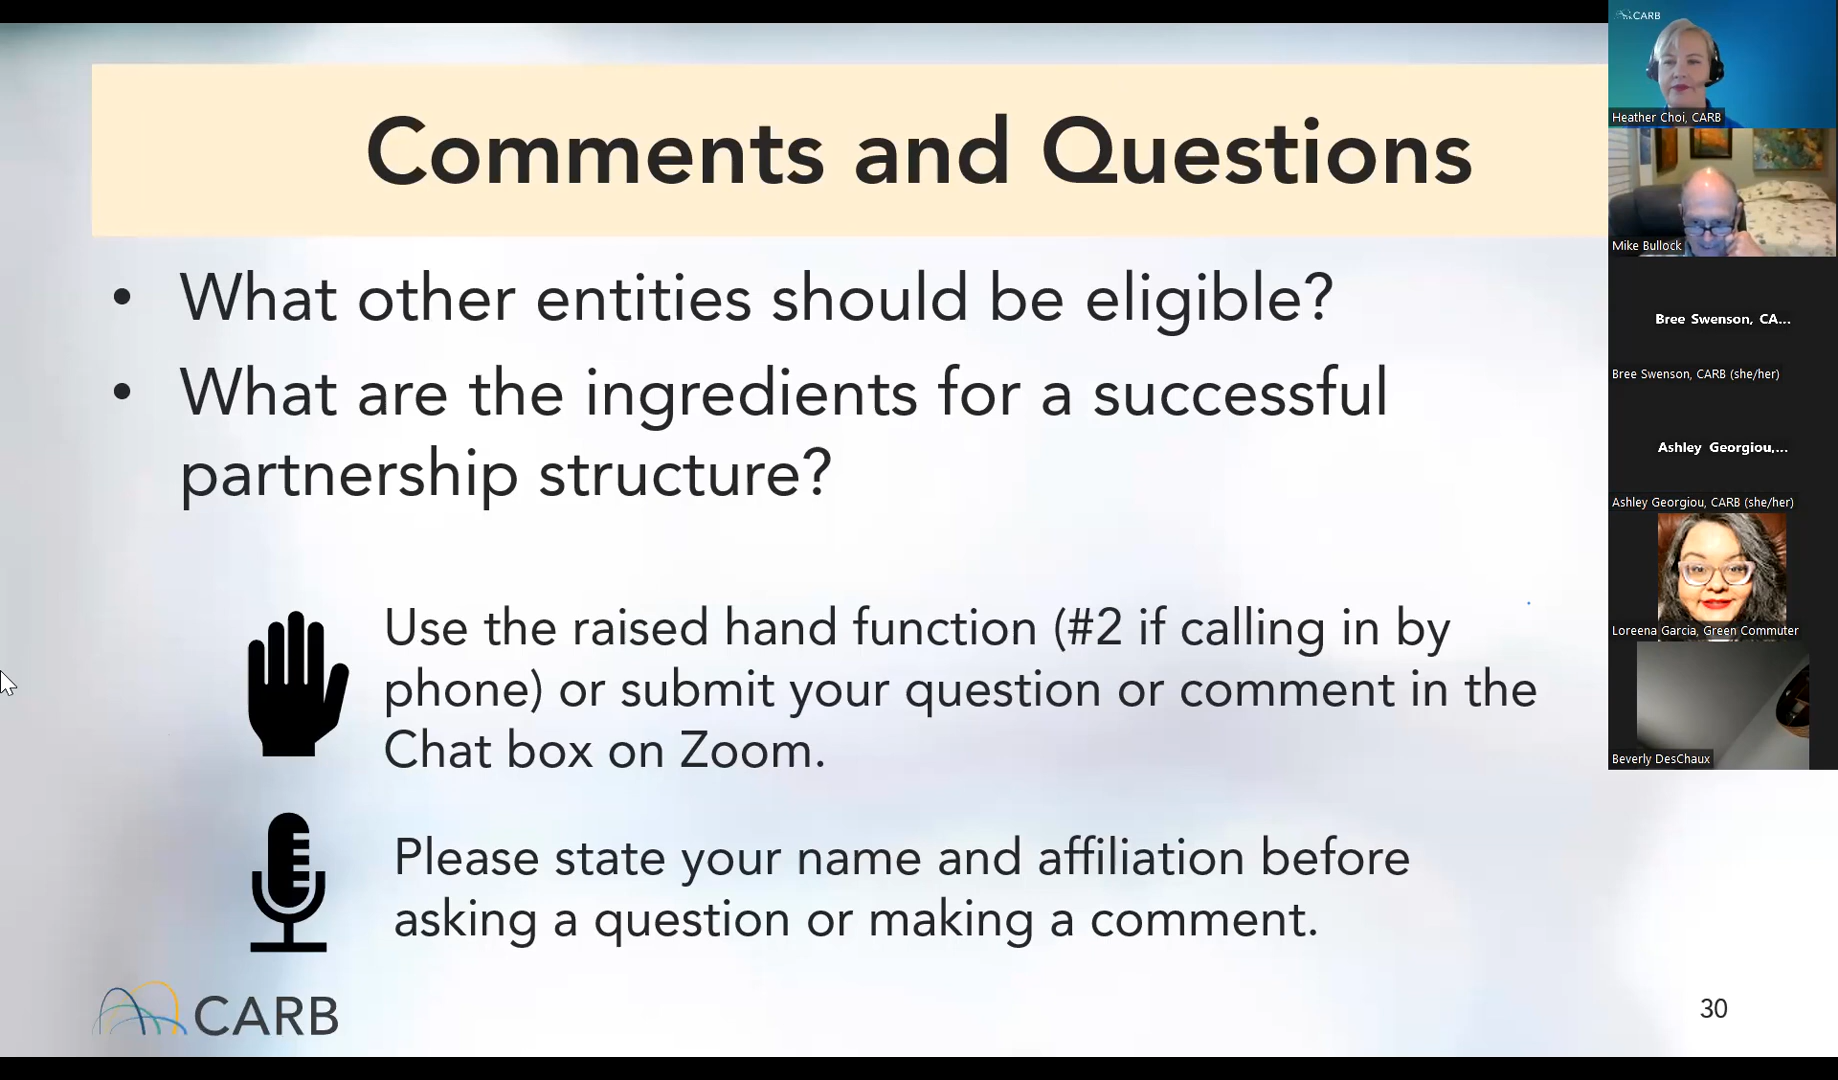 Comments and Questions
• What other entities should be eligible?
• What are the ingredients for a successful
partnership structure?
Use the raised hand function (#2 if calling in by
phone) or submit your question or comment in the
Chat box on Zoom.
Please state your name and affiliation before
asking a question or making a comment.
CARB
30
CARB
Heather Choi, CARB
Mike Bullock
Bree Swenson, CA...
Bree Swenson, CARB (she/her)
Ashley Georgiou,...
Ashley Georgiou, CARB (she/her)
Loreena Garcia, Green Commuter
Beverly DesChaux